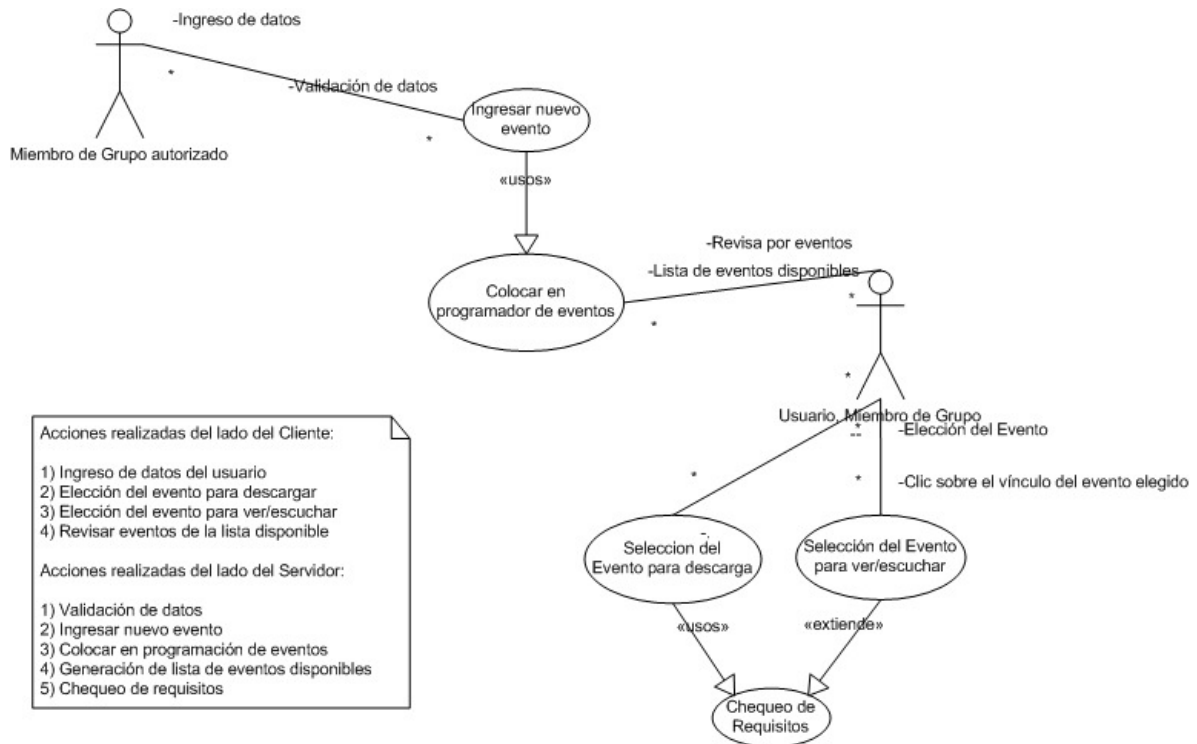 -Ingreso de datos
*
-Validación de datos
*
Miembro de Grupo autorizado
Ingresar nuevo
evento
«usos»
-Revisa por eventos
-Lista de eventos disponibles
*
*
Colocar en
programador de eventos
*
Usuario, Miembro de Grupo
*
--
-Elección del Evento
*
*
-Clic sobre el vínculo del evento elegido
-.
Seleccion del
Evento para descarga
Selección del Evento
para ver/escuchar
«usos»
«extiende»
Chequeo de
Requisitos
Acciones realizadas del lado del Cliente:
1) Ingreso de datos del usuario
2) Elección del evento para descargar
3) Elección del evento para ver/escuchar
4) Revisar eventos de la lista disponible
Acciones realizadas del lado del Servidor:
1) Validación de datos
2) Ingresar nuevo evento
3) Colocar en programación de eventos
4) Generación de lista de eventos disponibles
5) Chequeo de requisitos